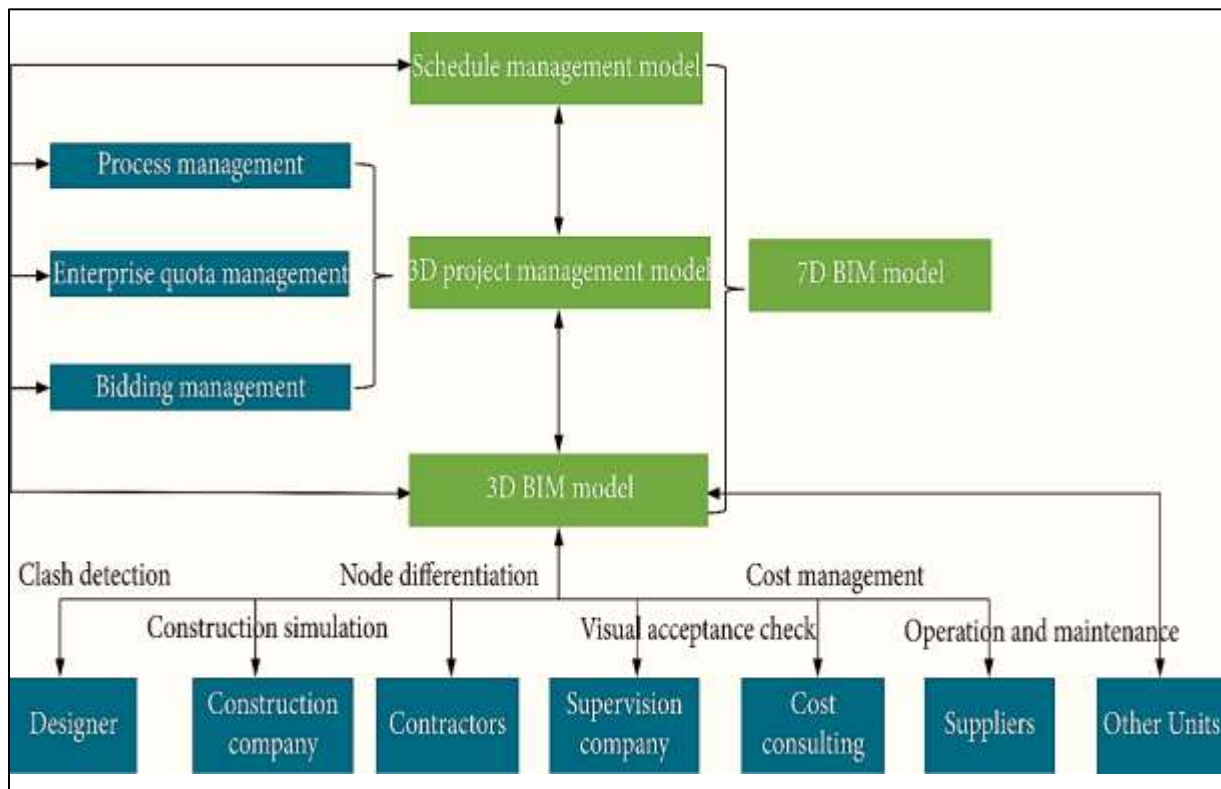 Schedule management model
Process management
Enterprise quota management
3D project management model
7D BIM model
Bidding management
3D BIM model
Clash detection
Node differentiation
Cost management
Construction simulation
Visual acceptance check
Operation and maintenance
Designer
Construction
company
Contractors
Supervision
company
Cost
consulting
Suppliers
Other Units